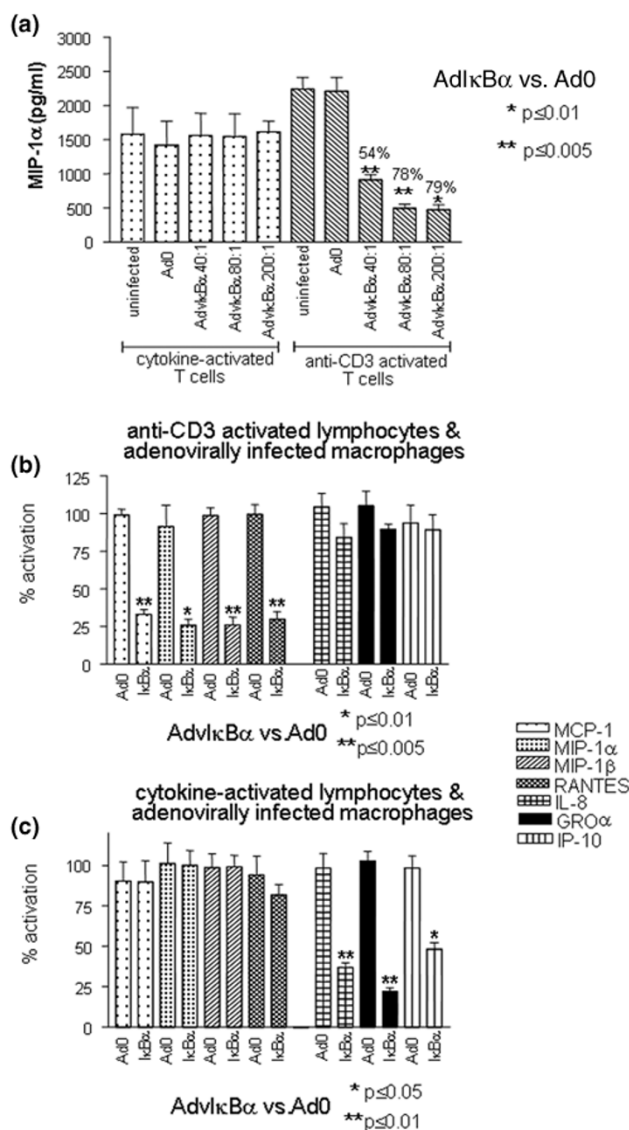 (a)
3000
2500
2000
1500
1000
500
0
MIP-1α (pg/ml)
54%
**
78%
**
79%
*
AdIκBα vs. Ad0
* p≤0.01
** p≤0.005
uninfected
Ad0
AdvIκBα 40:1
AdvIκBα 80:1
AdvIκBα 200:1
uninfected
Ad0
AdvIκBα 40:1
AdvIκBα 80:1
AdvIκBα 200:1
cytokine-activated
T cells
anti-CD3 activated
T cells
(b)
anti-CD3 activated lymphocytes &
adenovirally infected macrophages
125
100
75
50
25
0
% activation
** * ** **
Ad0 IκBα Ad0 IκBα Ad0 IκBα Ad0 IκBα Ad0 IκBα Ad0 IκBα Ad0 IκBα
AdvIκBα vs.Ad0
* p≤0.01
** p≤0.005
MCP-1
MIP-1α
MIP-1β
RANTES
IL-8
GROα
IP-10
(c)
cytokine-activated lymphocytes &
adenovirally infected macrophages
100
75
50
25
0
% activation
** ** *
Ad0 IκBα Ad0 IκBα Ad0 IκBα Ad0 IκBα Ad0 IκBα Ad0 IκBα Ad0 IκBα
AdvIκBα vs.Ad0
* p≤0.05
** p≤0.01